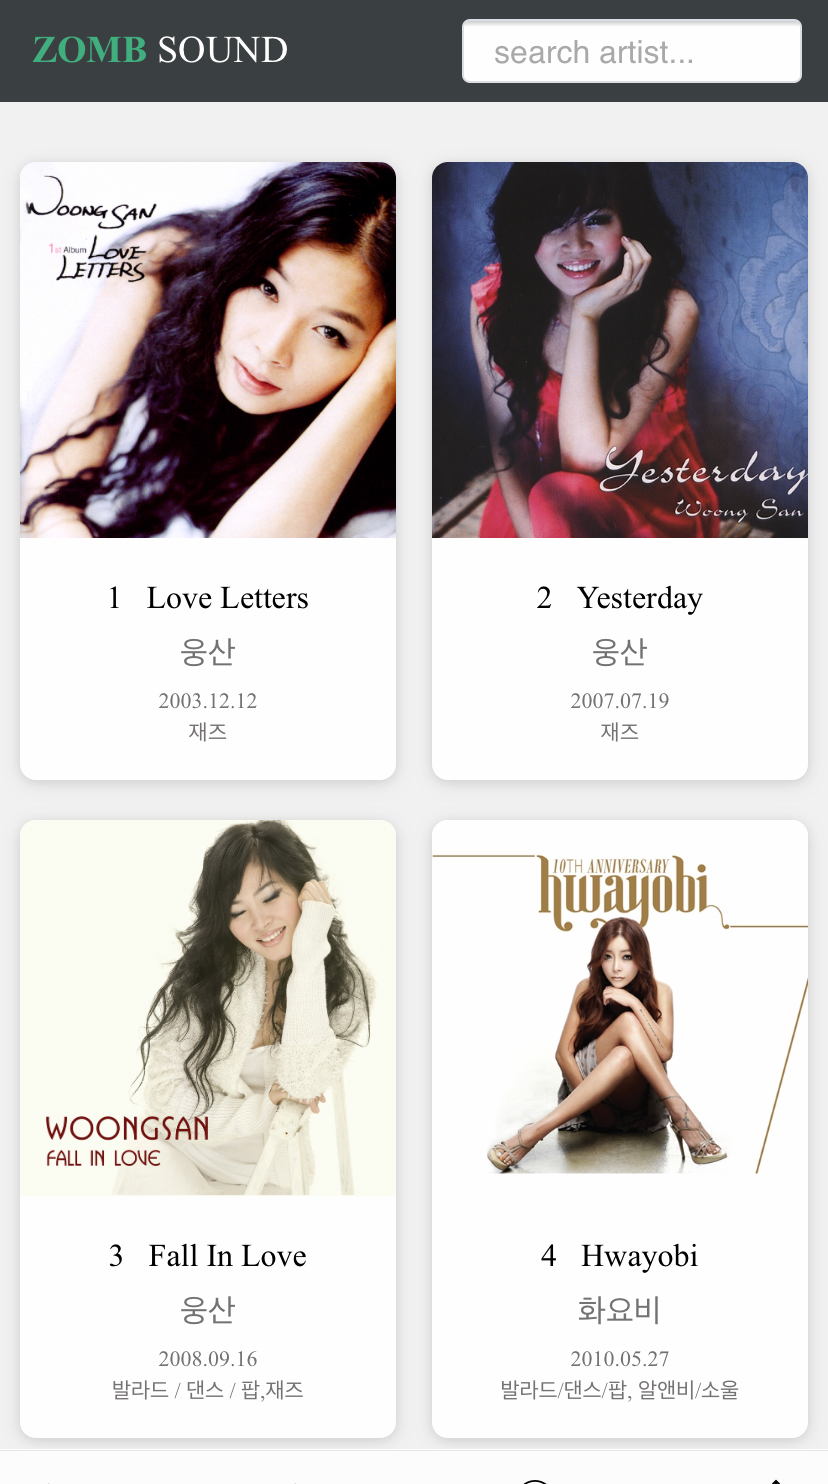 ZOMB SOUND
search artist...
WOONG SAN
1st Album LOVE
LETTERS
Yesterday
Woong San
1 Love Letters
웅산
2003.12.12
재즈
2 Yesterday
웅산
2007.07.19
재즈
WOONGSAN
FALL IN LOVE
10TH ANNIVERSARY
hwayobi
3 Fall In Love
웅산
2008.09.16
발라드 / 댄스 / 팝,재즈
4 Hwayobi
화요비
2010.05.27
발라드/댄스/팝, 알앤비/소울